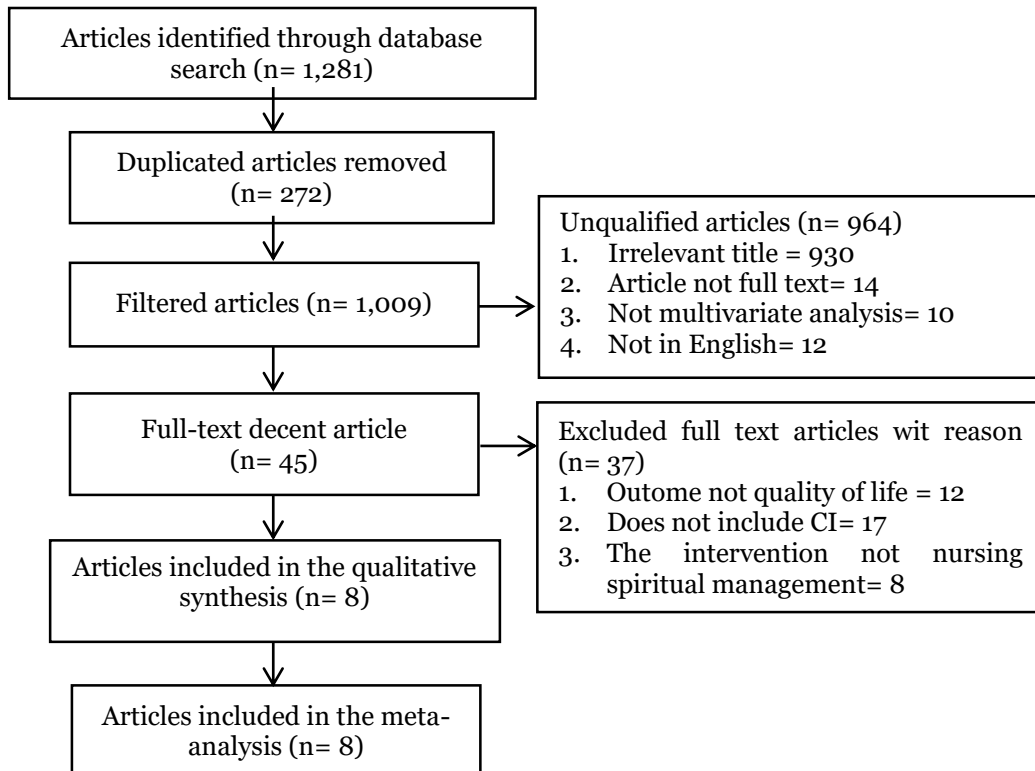 Articles identified through database
search (n= 1,281)
Duplicated articles removed
(n= 272)
Filtered articles (n= 1,009)
Unqualified articles (n= 964)
1. Irrelevant title = 930
2. Article not full text= 14
3. Not multivariate analysis= 10
4. Not in English= 12
Full-text decent article
(n= 45)
Excluded full text articles wit reason
(n= 37)
1. Outome not quality of life = 12
2. Does not include CI= 17
3. The intervention not nursing
spiritual management= 8
Articles included in the qualitative
synthesis (n= 8)
Articles included in the meta-
analysis (n= 8)